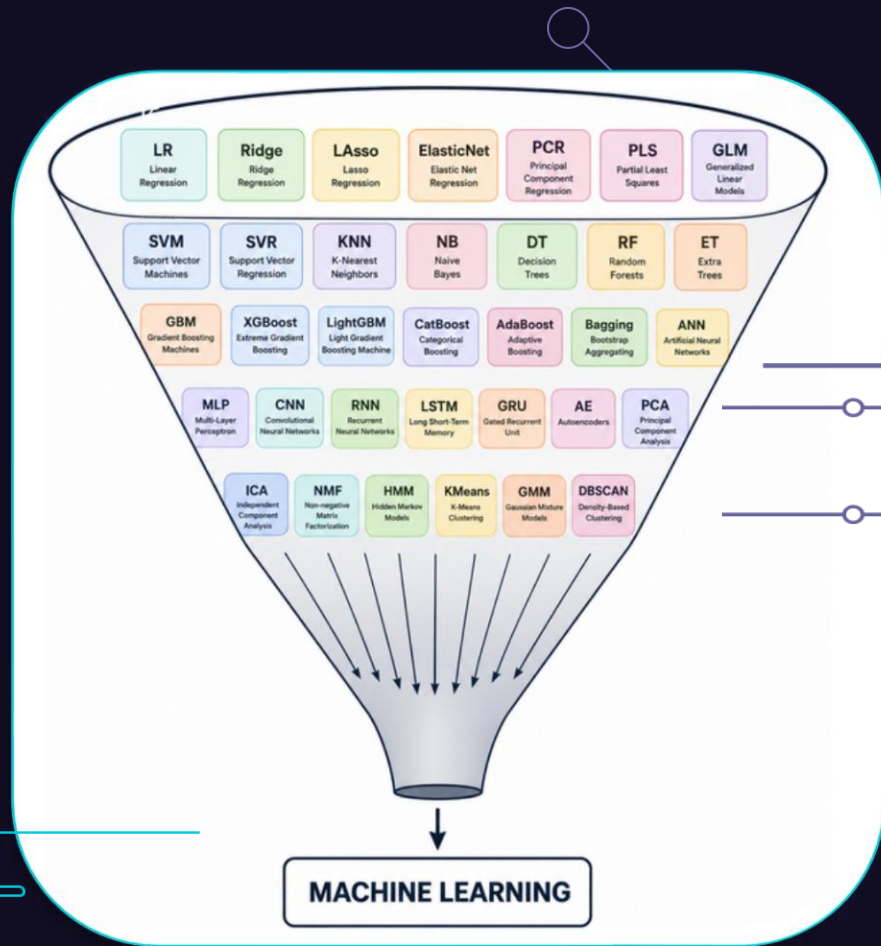 LR
Linear
Regression
Ridge
Ridge
Regression
LAsso
Lasso
Regression
ElasticNet
Elastic Net
Regression
PCR
Principal
Component
Regression
PLS
Partial Least
Squares
GLM
Generalized
Linear
Models
SVM
Support Vector
Machines
SVR
Support Vector
Regression
KNN
K-Nearest
Neighbors
NB
Naive
Bayes
DT
Decision
Trees
RF
Random
Forests
ET
Extra
Trees
GBM
Gradient Boosting
Machines
XGBoost
Extreme Gradient
Boosting
LightGBM
Light Gradient
Boosting Machine
CatBoost
Categorical
Boosting
AdaBoost
Adaptive
Boosting
Bagging
Bootstrap
Aggregating
ANN
Artificial Neural
Networks
MLP
Multi-Layer
Perceptron
CNN
Convolutional
Neural Networks
RNN
Recurrent
Neural Networks
LSTM
Long Short-Term
Memory
GRU
Gated Recurrent
Unit
AE
Autoencoders
PCA
Principal
Component
Analysis
ICA
Independent
Component
Analysis
NMF
Non-negative
Matrix
Factorization
HMM
Hidden Markov
Models
KMeans
K-Means
Clustering
GMM
Gaussian Mixture
Models
DBSCAN
Density-Based
Clustering
MACHINE LEARNING